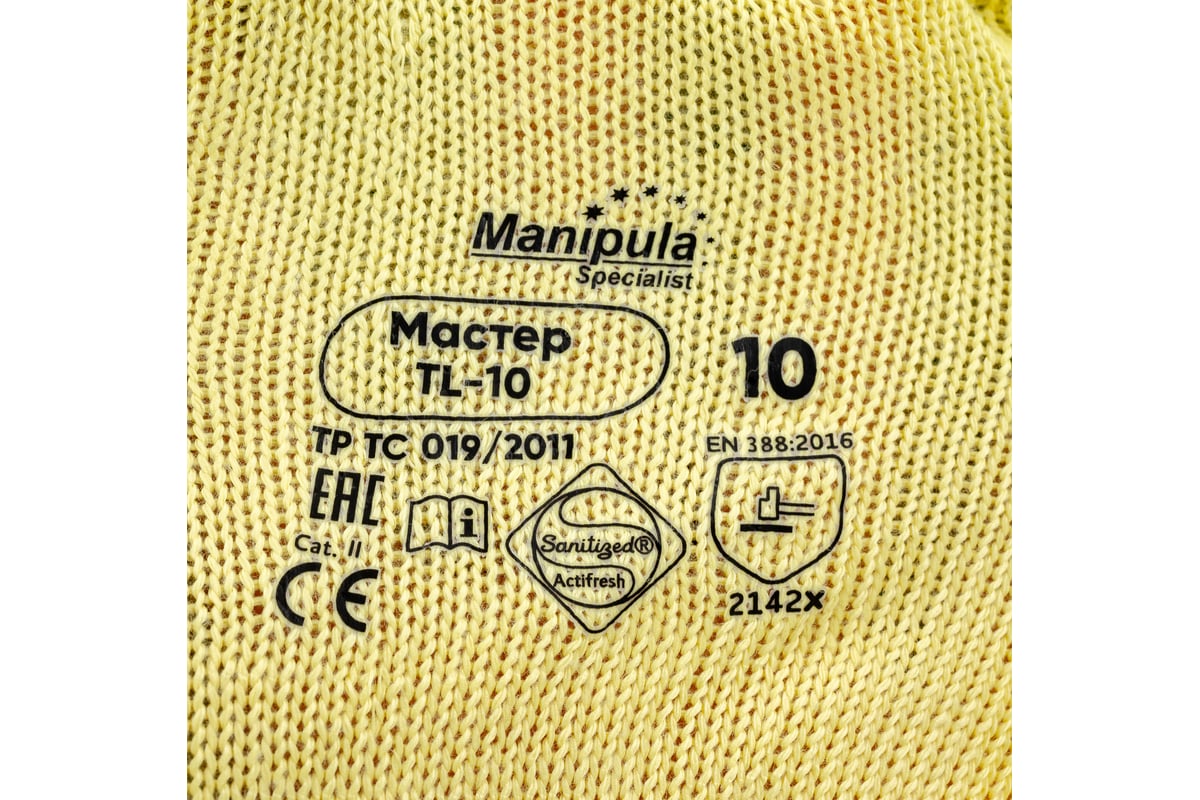 Manipula
Specialist
Мастер
TL-10
10
ТР ТС 019/2011
EN 388:2016
EAC
i
Sanitized®
Actifresh
Cat. II
CE
2142X